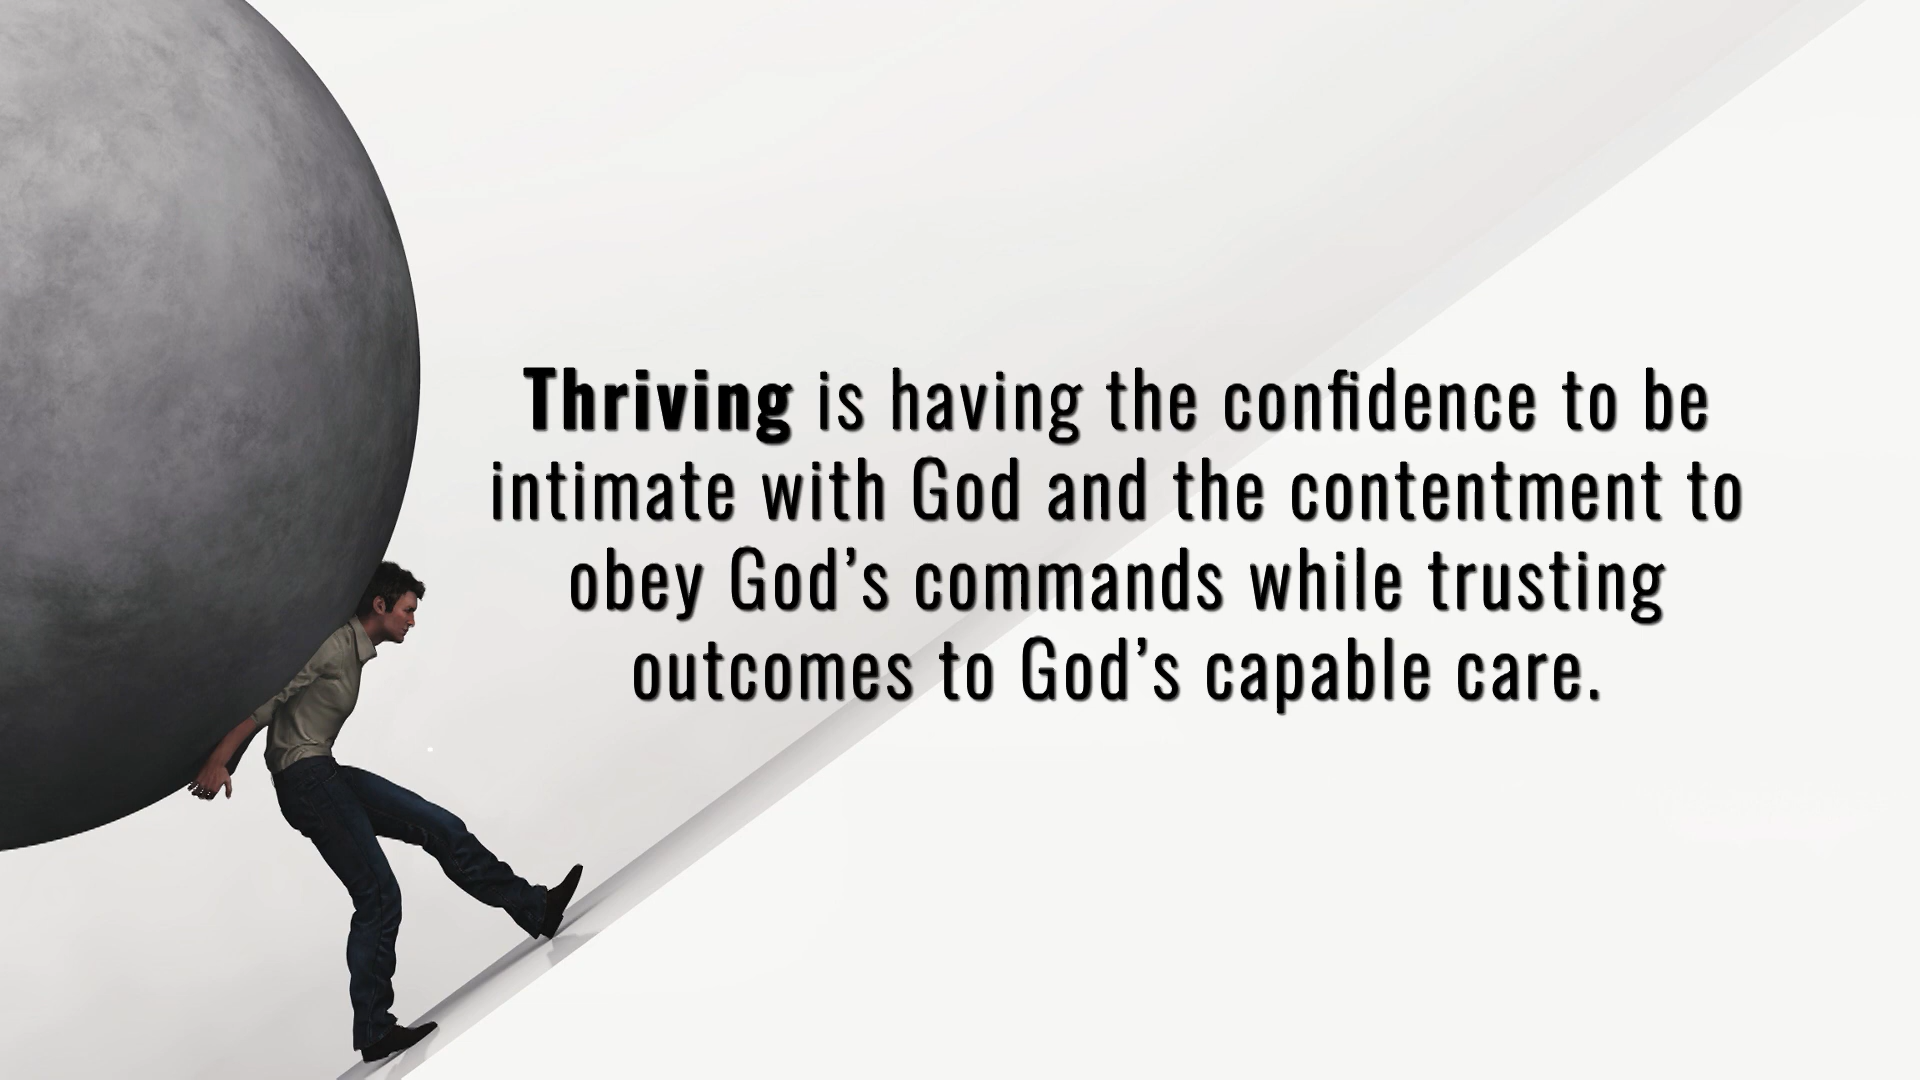 Thriving is having the confidence to be
intimate with God and the contentment to
obey God’s commands while trusting
outcomes to God’s capable care.